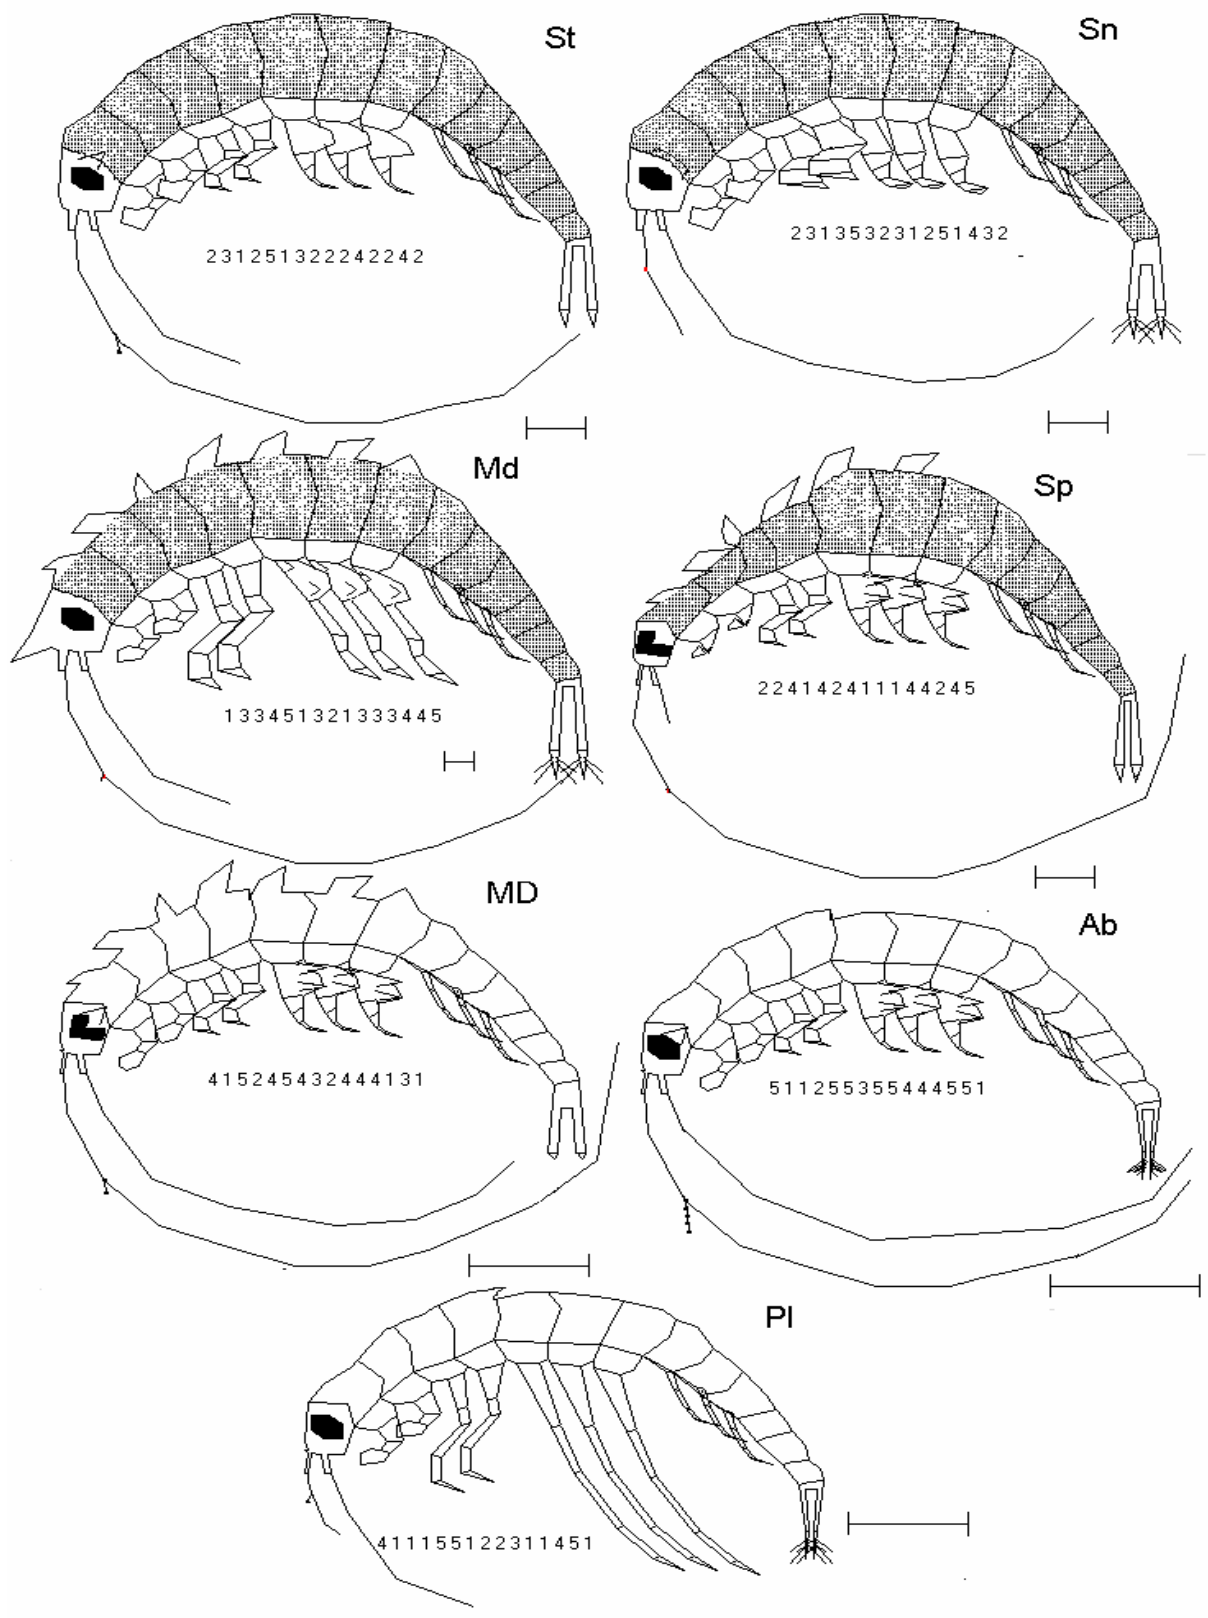 St
Sn
2 3 1 2 5 1 3 2 2 2 4 2 2 4 2
2 3 1 3 5 3 2 3 1 2 5 1 4 3 2
Md
Sp
1 3 3 4 5 1 3 2 1 3 3 3 4 4 5
2 2 4 1 4 2 4 1 1 1 4 4 2 4 5
MD
Ab
4 1 5 2 4 5 4 3 2 4 4 4 1 3 1
5 1 1 2 5 5 3 5 5 4 4 4 5 5 1
Pl
4 1 1 1 5 5 1 2 2 3 1 1 4 5 1